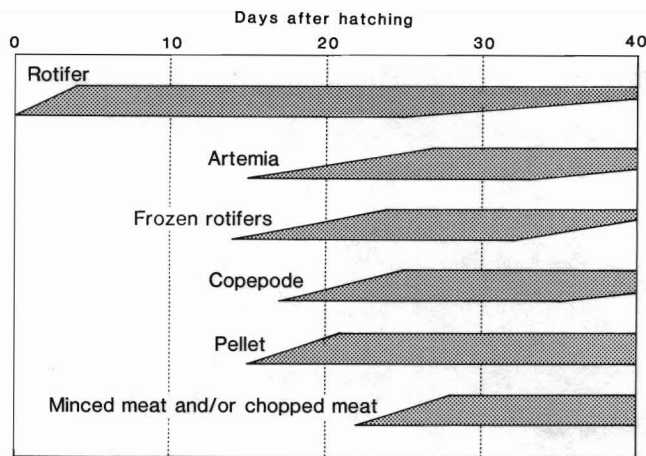 Days after hatching
0 10 20 30 40
Rotifer
Artemia
Frozen rotifers
Copepode
Pellet
Minced meat and/or chopped meat